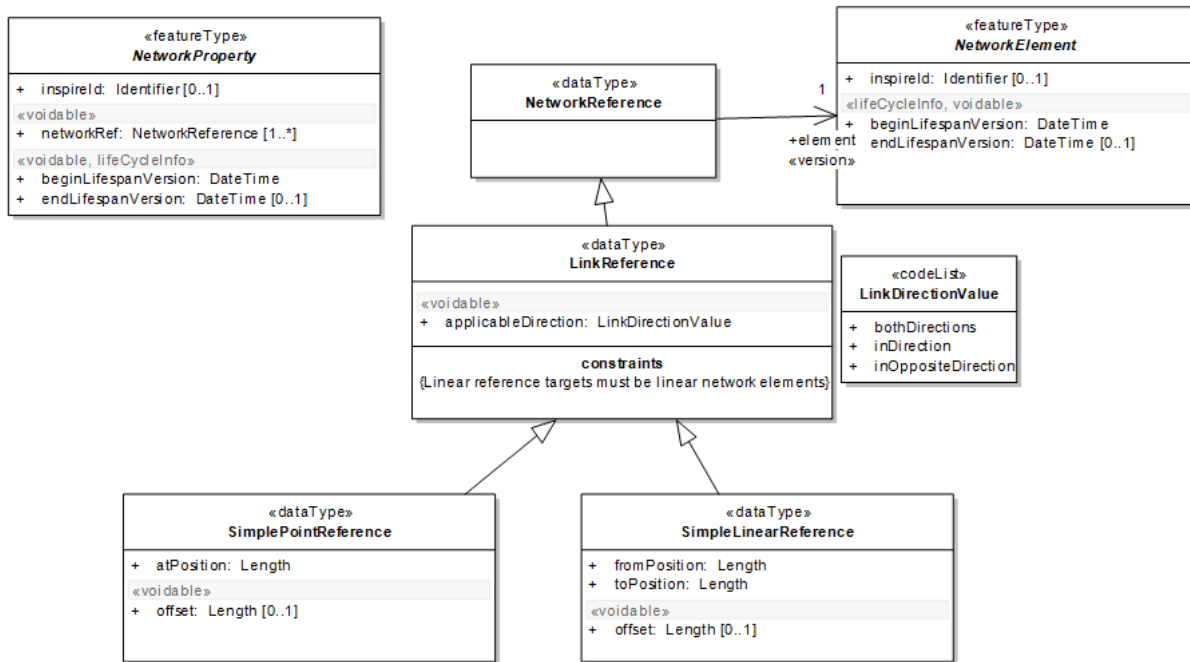 «featureType»
NetworkProperty
+ inspireId: Identifier [0..1]
«voidable»
+ networkRef: NetworkReference [1..*]
«voidable, lifeCycleInfo»
+ beginLifespanVersion: DateTime
+ endLifespanVersion: DateTime [0..1]
«dataType»
NetworkReference
1
+element
«version»
«featureType»
NetworkElement
+ inspireId: Identifier [0..1]
«lifeCycleInfo, voidable»
+ beginLifespanVersion: DateTime
endLifespanVersion: DateTime [0..1]
«dataType»
LinkReference
«voidable»
+ applicableDirection: LinkDirectionValue
constraints
{Linear reference targets must be linear network elements}
«codeList»
LinkDirectionValue
+ bothDirections
+ inDirection
+ inOppositeDirection
«dataType»
SimplePointReference
+ atPosition: Length
«voidable»
+ offset: Length [0..1]
«dataType»
SimpleLinearReference
+ fromPosition: Length
+ toPosition: Length
«voidable»
+ offset: Length [0..1]